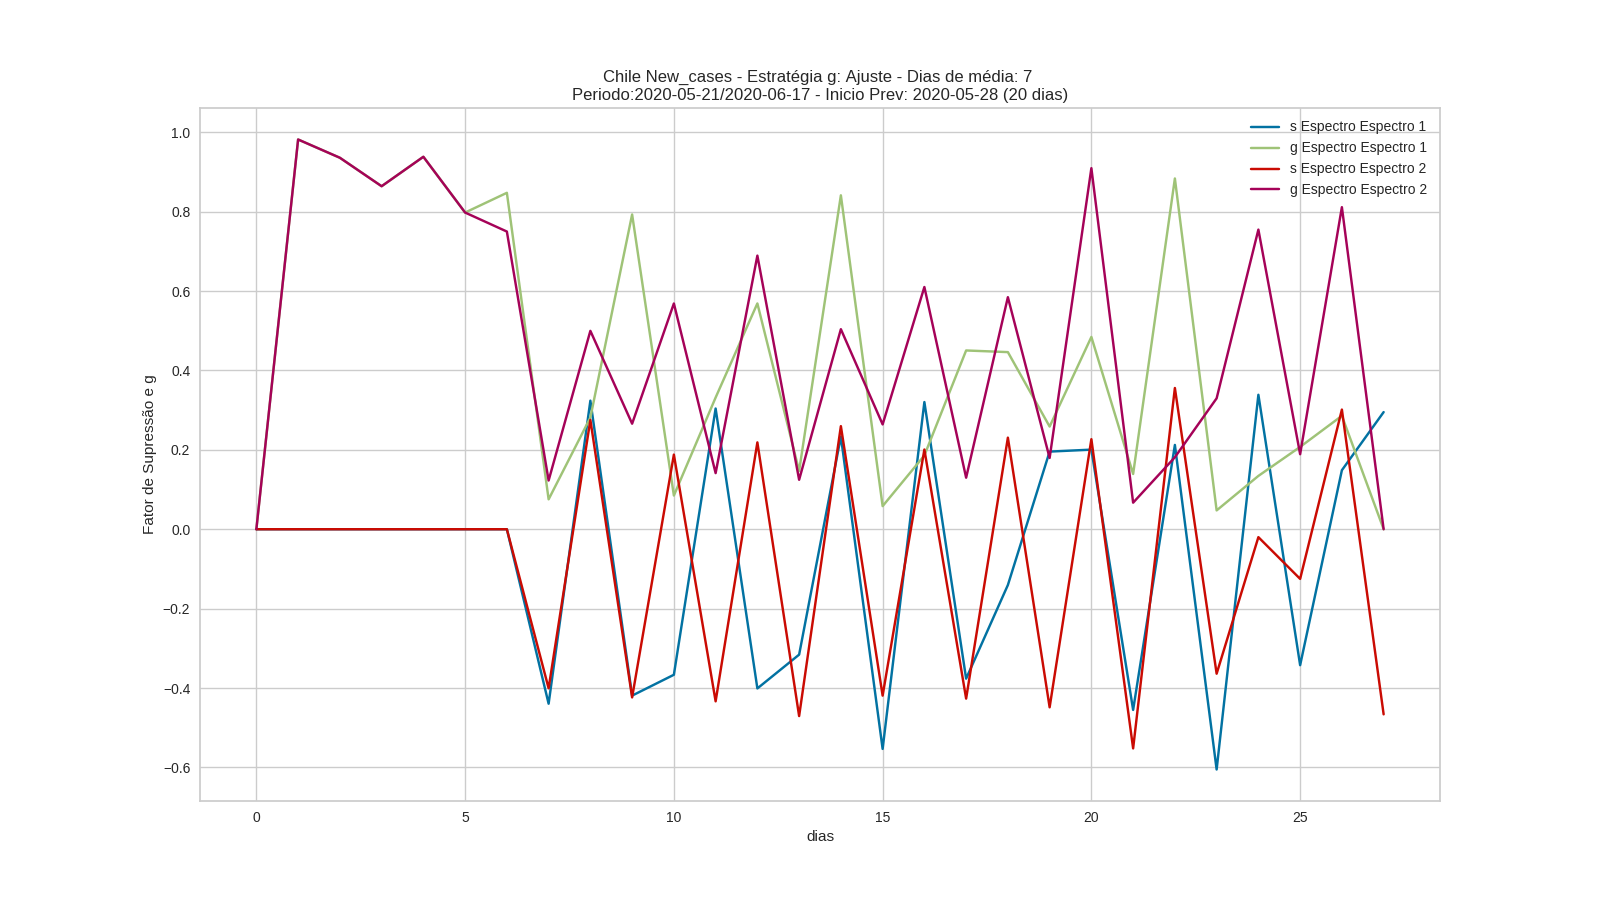 Chile New_cases - Estratégia g: Ajuste - Dias de média: 7
Periodo:2020-05-21/2020-06-17 - Inicio Prev: 2020-05-28 (20 dias)
s Espectro Espectro 1
g Espectro Espectro 1
s Espectro Espectro 2
g Espectro Espectro 2
Fator de Supressão e g
1.0
0.8
0.6
0.4
0.2
0.0
−0.2
−0.4
−0.6
0 5 10 15 20 25
dias